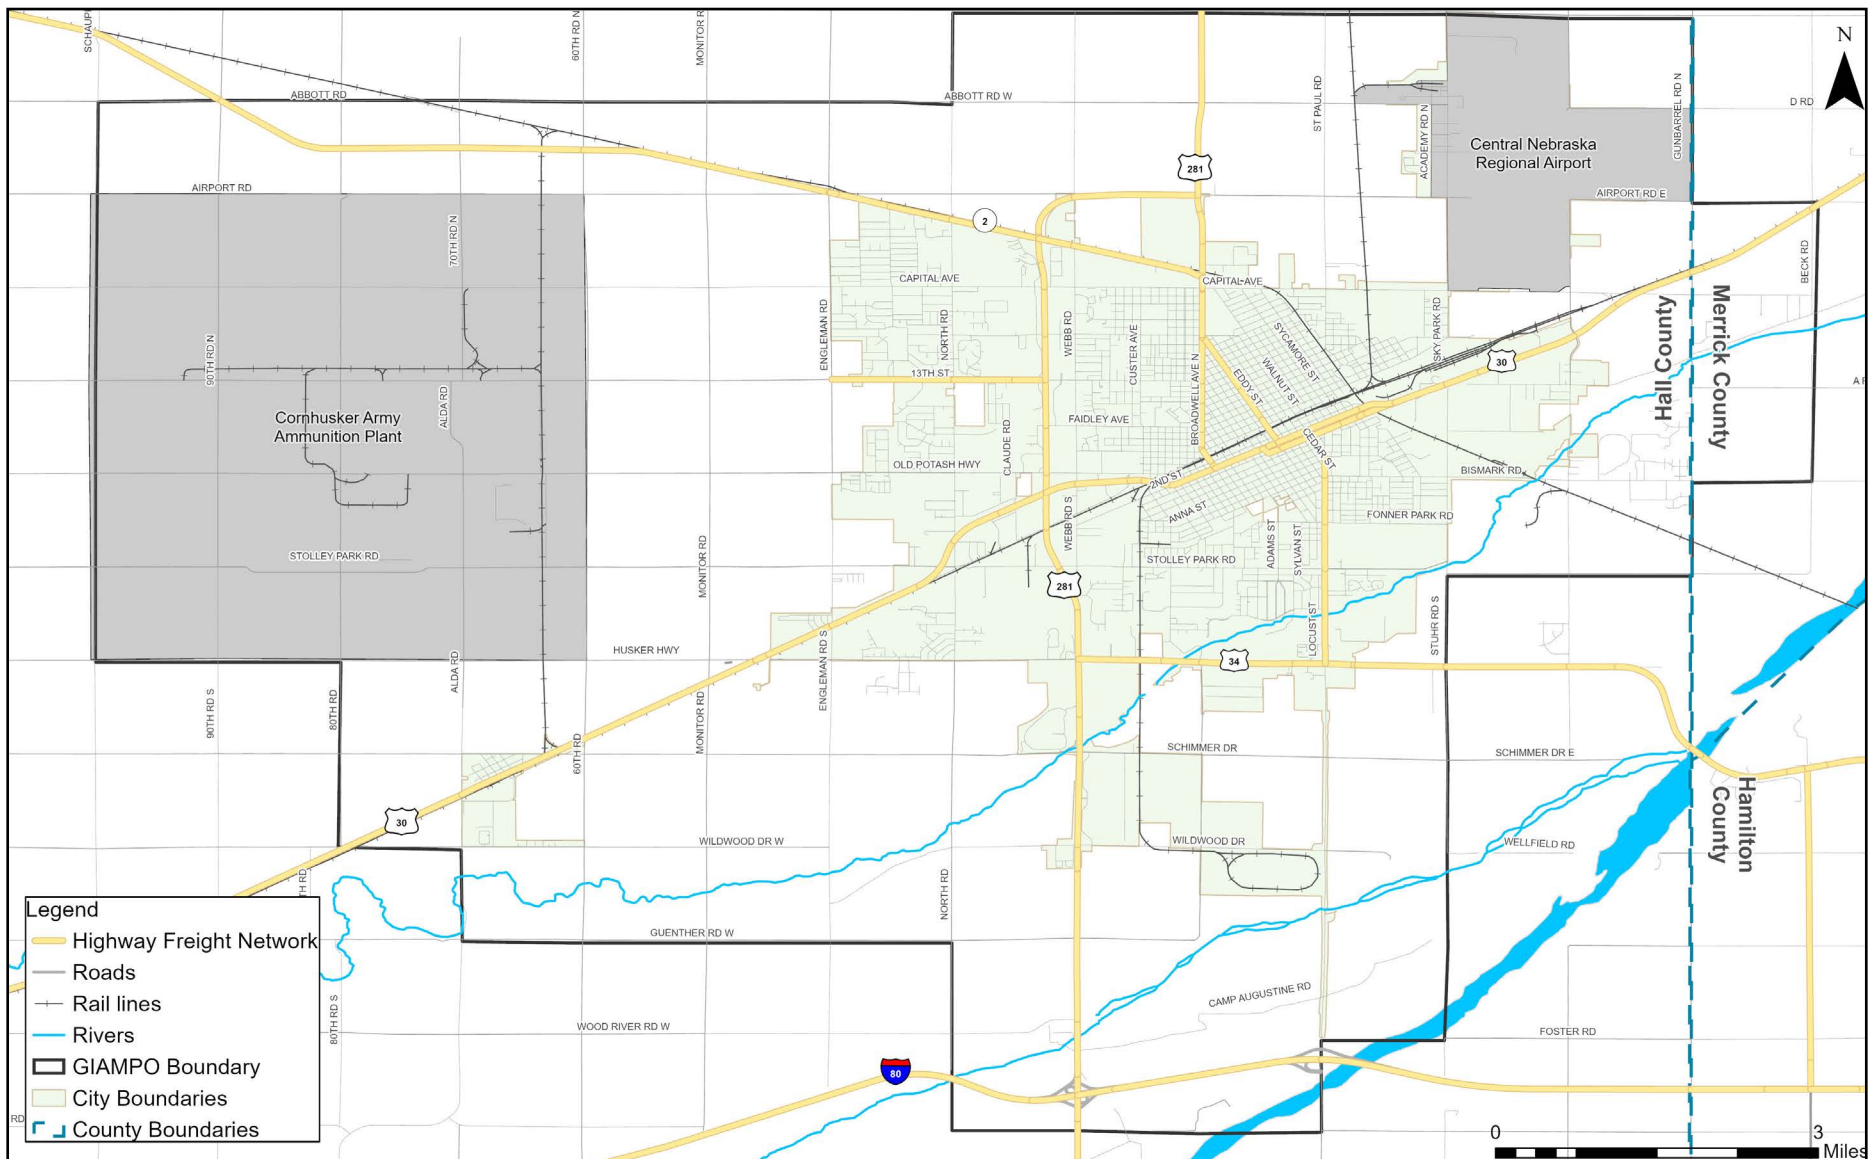 SCHAUPP
60TH RD N
MONITOR R
N
ABBOTT RD
ABBOTT RD W
ST PAUL RD
ACADEMY RD N
GUNBARREL RD N
D RD
281
Central Nebraska
Regional Airport
AIRPORT RD
AIRPORT RD E
2
70TH RD N
BECK RD
CAPITAL AVE
CAPITAL AVE
ENGLEMAN RD
NORTH RD
WEBB RD
CUSTER AVE
BROADWELL AVE N
SYCAMORE ST
WALNUT ST
EDDY ST
SKY PARK RD
30
Hall County
Merrick County
90TH RD N
13TH ST
A R
ALDA RD
Cornhusker Army
Ammunition Plant
CLAUDE RD
FAIDLEY AVE
CEDAR ST
OLD POTASH HWY
2ND ST
BISMARK RD
ANNA ST
FONNER PARK RD
WEBB RD S
STOLLEY PARK RD
MONITOR RD
STOLLEY PARK RD
ADAMS ST
SYLVAN ST
281
LOCUST ST
STUHR RD S
HUSKER HWY
34
ENGLEMAN RD S
ALDA RD
90TH RD S
80TH RD
MONITOR RD
60TH RD
SCHIMMER DR
SCHIMMER DR E
Hamilton
County
30
WILDWOOD DR W
WILDWOOD DR
WELLFIELD RD
TH RD
NORTH RD
GUENTHER RD W
CAMP AUGUSTINE RD
80TH RD S
WOOD RIVER RD W
FOSTER RD
80
RD
Legend
Highway Freight Network
Roads
Rail lines
Rivers
GIAMPO Boundary
City Boundaries
County Boundaries
0 3
Miles